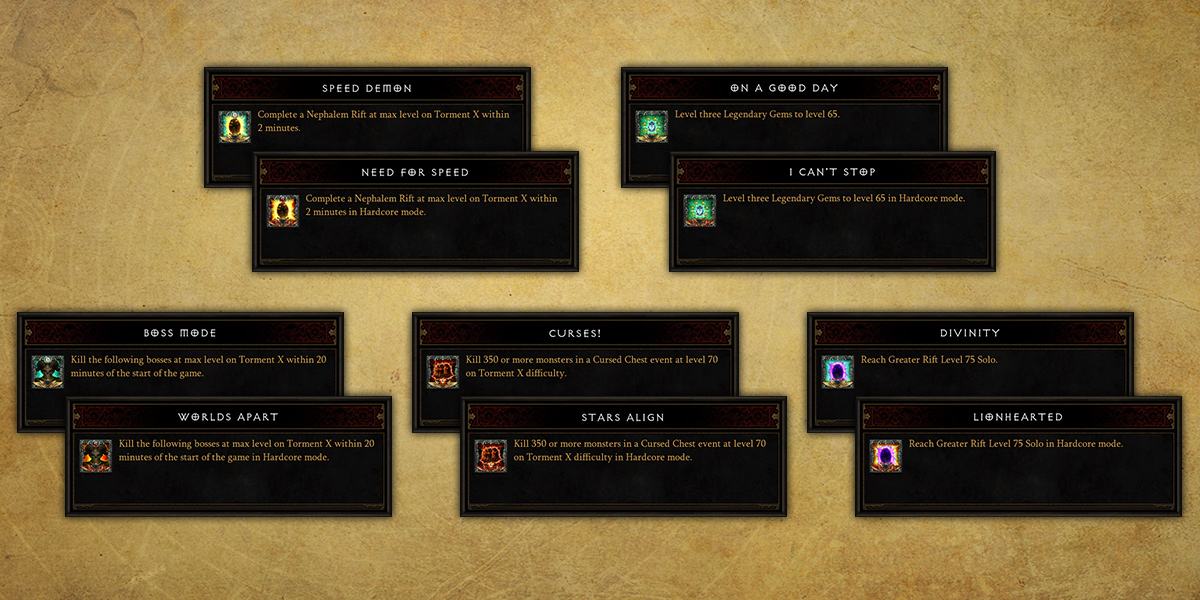 SPEED DEMON
Complete a Nephalem Rift at max level on Torment X within
2 minutes.
NEED FOR SPEED
Complete a Nephalem Rift at max level on Torment X within
2 minutes in Hardcore mode.
ON A GOOD DAY
Level three Legendary Gems to level 65.
I CAN'T STOP
Level three Legendary Gems to level 65 in Hardcore mode.
BOSS MODE
Kill the following bosses at max level on Torment X within 20
minutes of the start of the game.
WORLDS APART
Kill the following bosses at max level on Torment X within 20
minutes of the start of the game in Hardcore mode.
CURSES!
Kill 350 or more monsters in a Cursed Chest event at level 70
on Torment X difficulty.
STARS ALIGN
Kill 350 or more monsters in a Cursed Chest event at level 70
on Torment X difficulty in Hardcore mode.
DIVINITY
Reach Greater Rift Level 75 Solo.
LIONHEARTED
Reach Greater Rift Level 75 Solo in Hardcore mode.